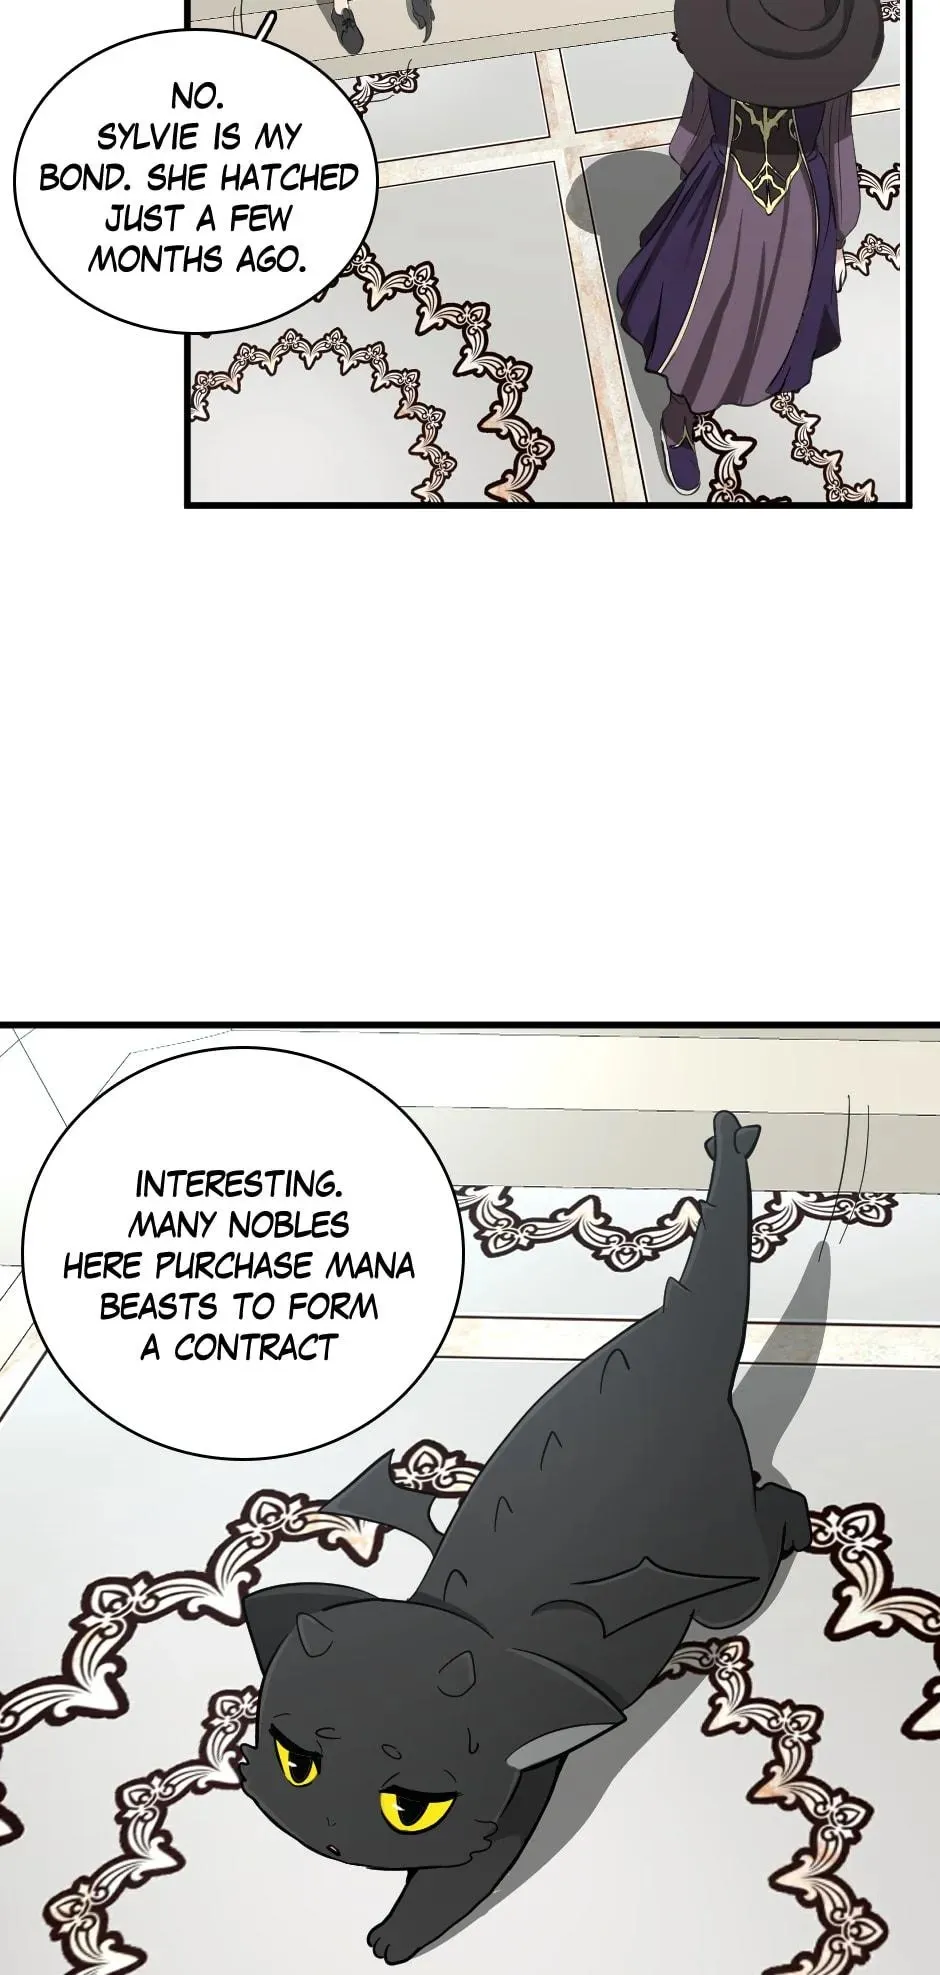 NO.
SYLVIE IS MY
BOND. SHE HATCHED
JUST A FEW
MONTHS AGO.
INTERESTING.
MANY NOBLES
HERE PURCHASE MANA
BEASTS TO FORM
A CONTRACT